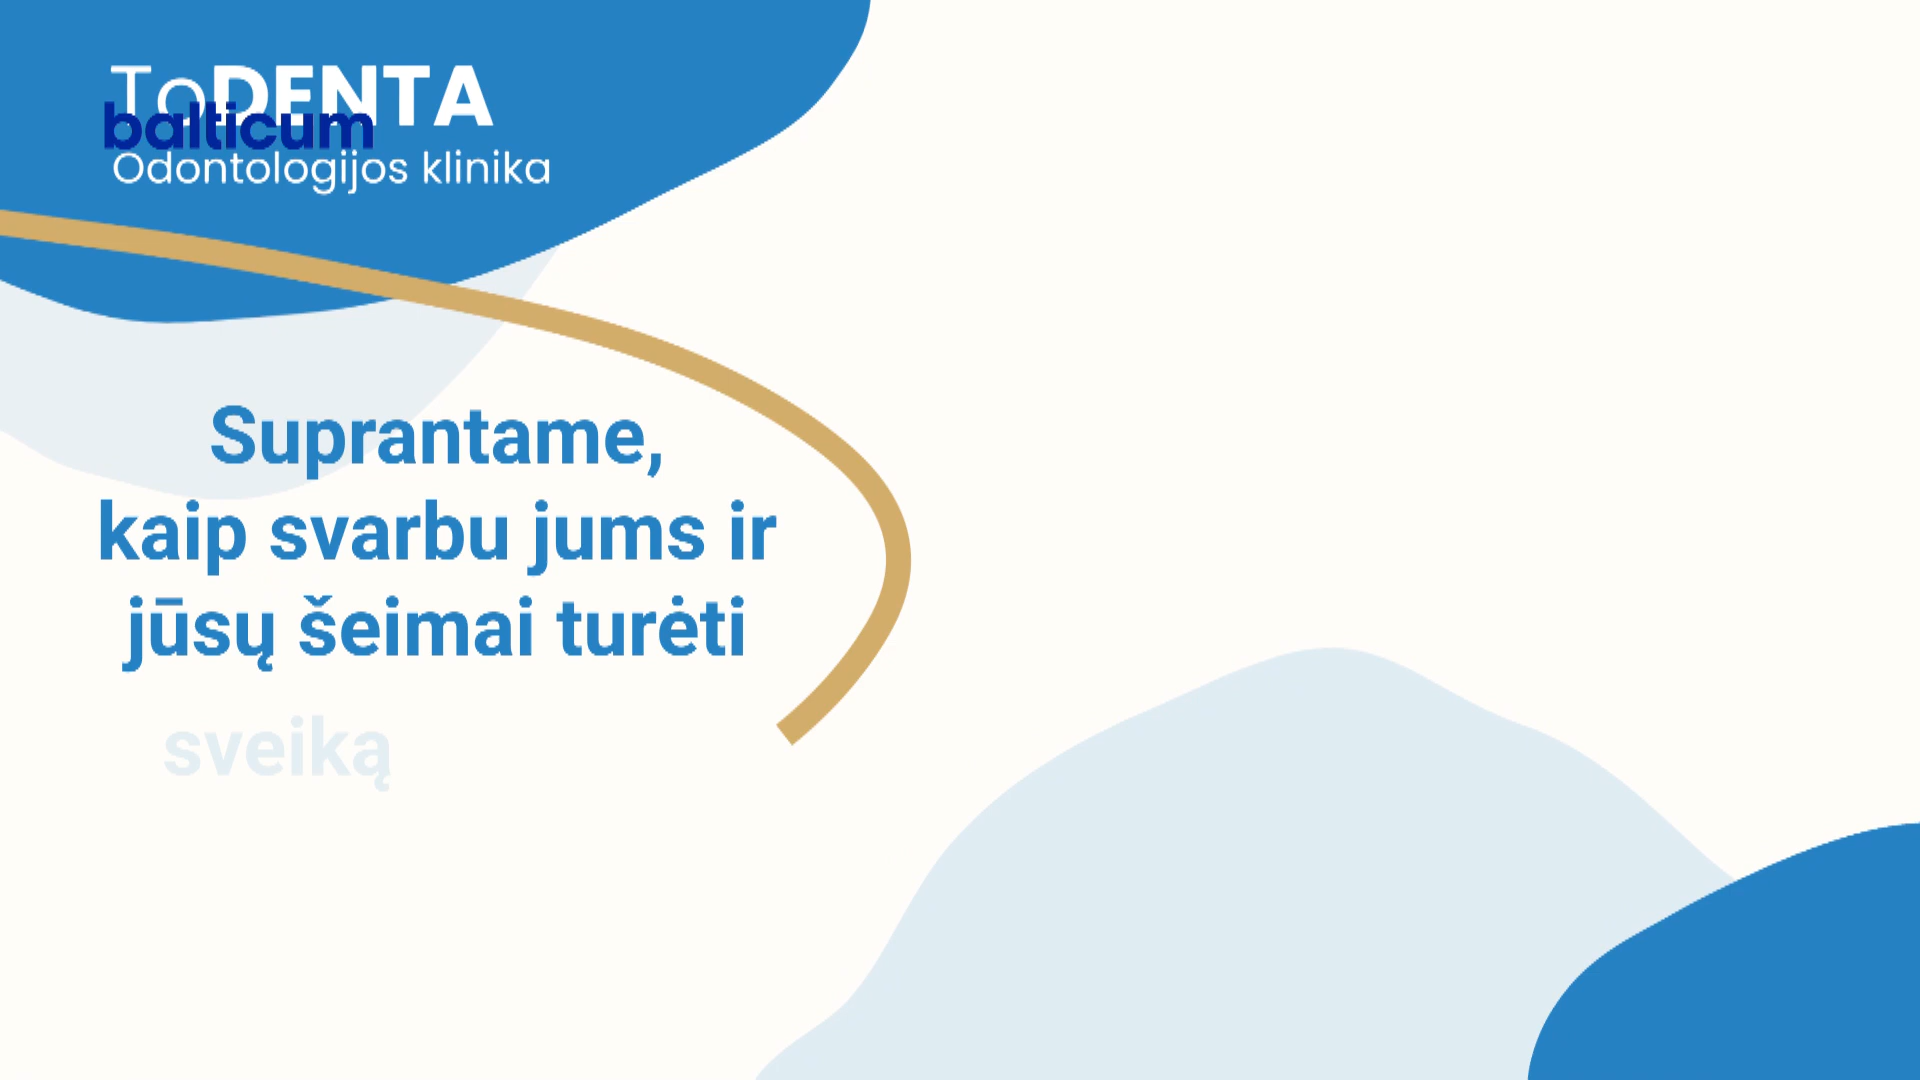 ToDENTA
balticum
Odontologijos klinika
Suprantame,
kaip svarbu jums ir
jūsų šeimai turėti
sveiką